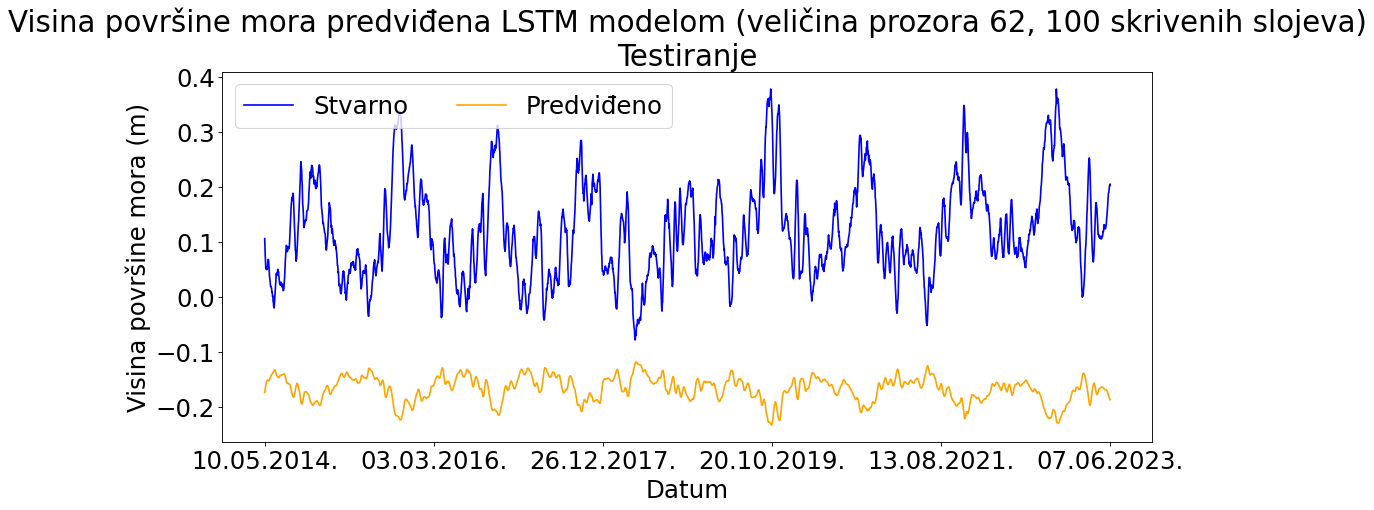 Visina površine mora predviđena LSTM modelom (veličina prozora 62, 100 skrivenih slojeva)
Testiranje
Stvarno
Predviđeno
Visina površine mora (m)
0.4
0.3
0.2
0.1
0.0
−0.1
−0.2
10.05.2014.
03.03.2016.
26.12.2017.
20.10.2019.
13.08.2021.
07.06.2023.
Datum